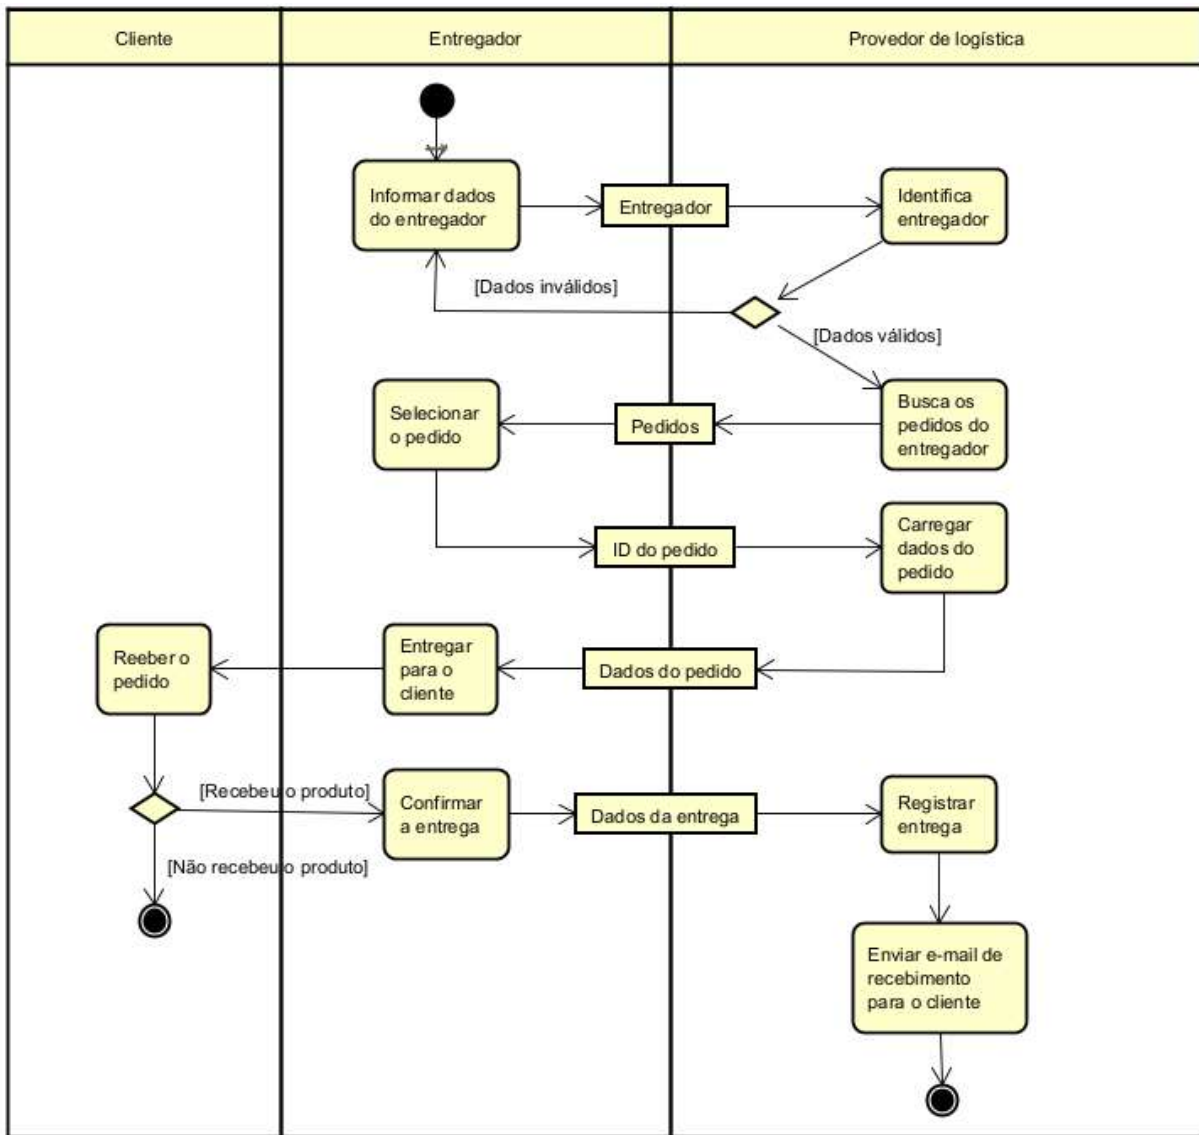 Cliente
Entregador
Provedor de logística
Informar dados
do entregador
Entregador
Identifica
entregador
[Dados inválidos]
[Dados válidos]
Selecionar
o pedido
Pedidos
Busca os
pedidos do
entregador
ID do pedido
Carregar
dados do
pedido
Reeber o
pedido
Entregar
para o
cliente
Dados do pedido
[Recebeu o produto]
Confirmar
a entrega
Dados da entrega
Registrar
entrega
[Não recebeu o produto]
Enviar e-mail de
recebimento
para o cliente